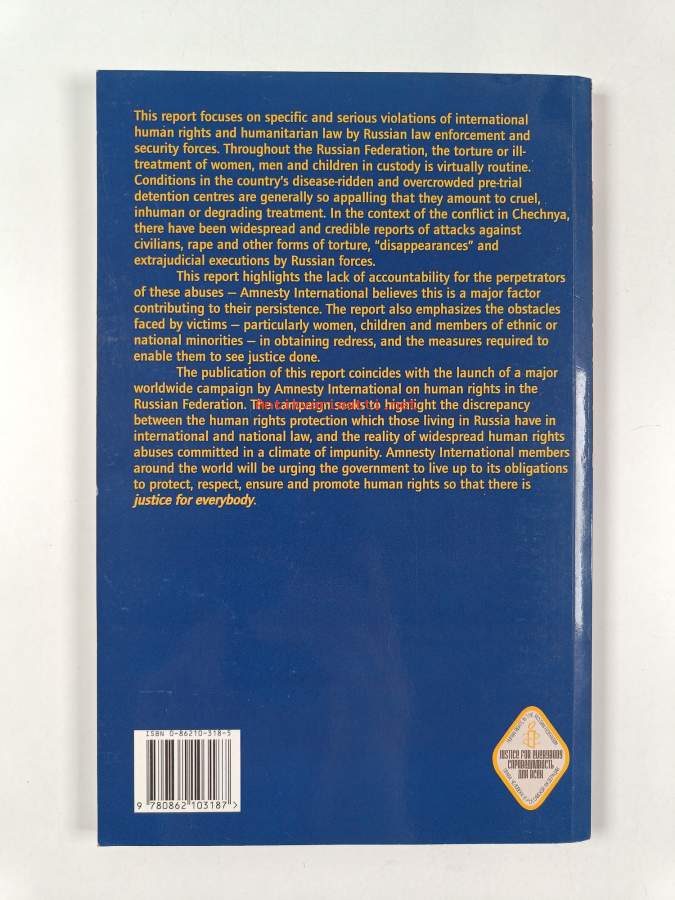 This report focuses on specific and serious violations of international
human rights and humanitarian law by Russian law enforcement and
security forces. Throughout the Russian Federation, the torture or ill-
treatment of women, men and children in custody is virtually routine.
Conditions in the country's disease-ridden and overcrowded pre-trial
detention centres are generally so appalling that they amount to cruel,
inhuman or degrading treatment. In the context of the conflict in Chechnya,
there have been widespread and credible reports of attacks against
civilians, rape and other forms of torture, "disappearances" and
extrajudicial executions by Russian forces.
This report highlights the lack of accountability for the perpetrators
of these abuses — Amnesty International believes this is a major factor
contributing to their persistence. The report also emphasizes the obstacles
faced by victims — particularly women, children and members of ethnic or
national minorities — in obtaining redress, and the measures required to
enable them to see justice done.
The publication of this report coincides with the launch of a major
worldwide campaign by Amnesty International on human rights in the
Russian Federation. The campaign seeks to highlight the discrepancy
between the human rights protection which those living in Russia have in
international and national law, and the reality of widespread human rights
abuses committed in a climate of impunity. Amnesty International members
around the world will be urging the government to live up to its obligations
to protect, respect, ensure and promote human rights so that there is
justice for everybody.
ISBN 0-86210-318-5
9 780862 103187 >
JUSTICE FOR EVERYBODY
СПРАВЕДЛИВОСТЬ
ДЛЯ ВСЕХ